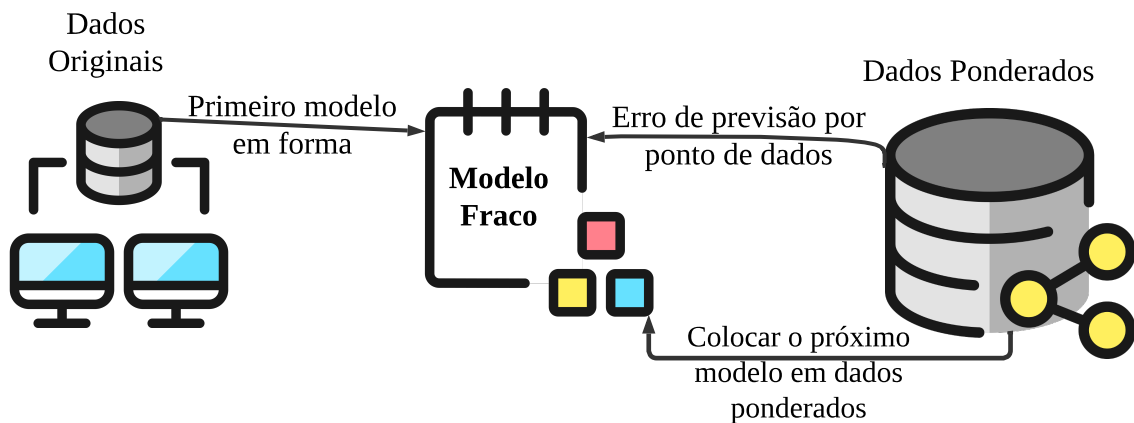 Dados
Originais
Primeiro modelo
em forma
Modelo
Fraco
Erro de previsão por
ponto de dados
Dados Ponderados
Colocar o próximo
modelo em dados
ponderados